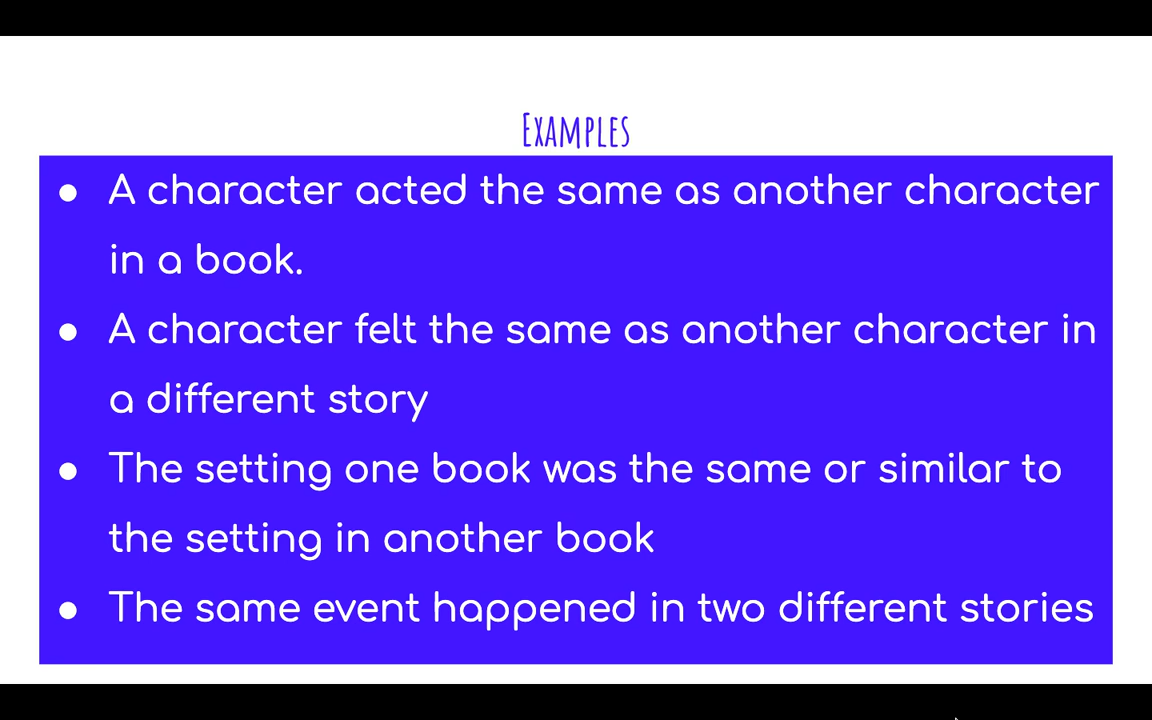 Examples
● A character acted the same as another character
in a book.
● A character felt the same as another character in
a different story
● The setting one book was the same or similar to
the setting in another book
● The same event happened in two different stories